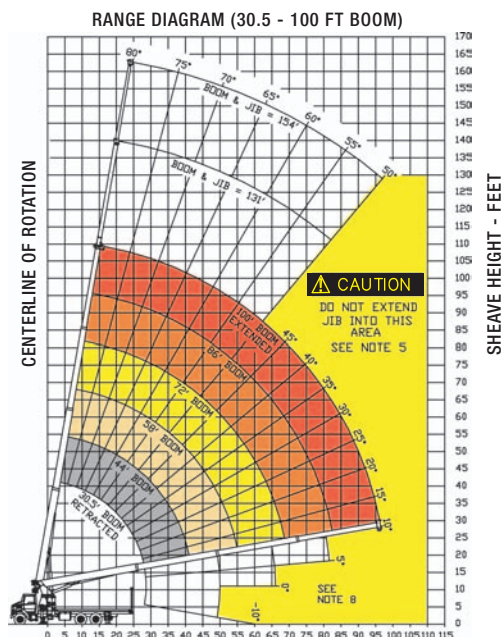 RANGE DIAGRAM (30.5 - 100 FT BOOM)
170
165
160
155
150
145
140
135
130
125
120
115
110
105
100
95
90
85
80
75
70
65
60
55
50
45
40
35
30
25
20
15
10
5
0
80°
75°
70°
65°
60°
55°
50°
BOOM & JIB = 154'
BOOM & JIB = 131'
CENTERLINE OF ROTATION
SHEAVE HEIGHT - FEET
CAUTION
DO NOT EXTEND
JIB INTO THIS
AREA
SEE NOTE 5
100' BOOM
EXTENDED
86' BOOM
72' BOOM
58' BOOM
44' BOOM
30.5' BOOM
RETRACTED
45°
40°
35°
30°
25°
20°
15°
10°
5°
0°
-10°
SEE
NOTE 8
0 5 10 15 20 25 30 35 40 45 50 55 60 65 70 75 80 85 90 95 100 105 110 115